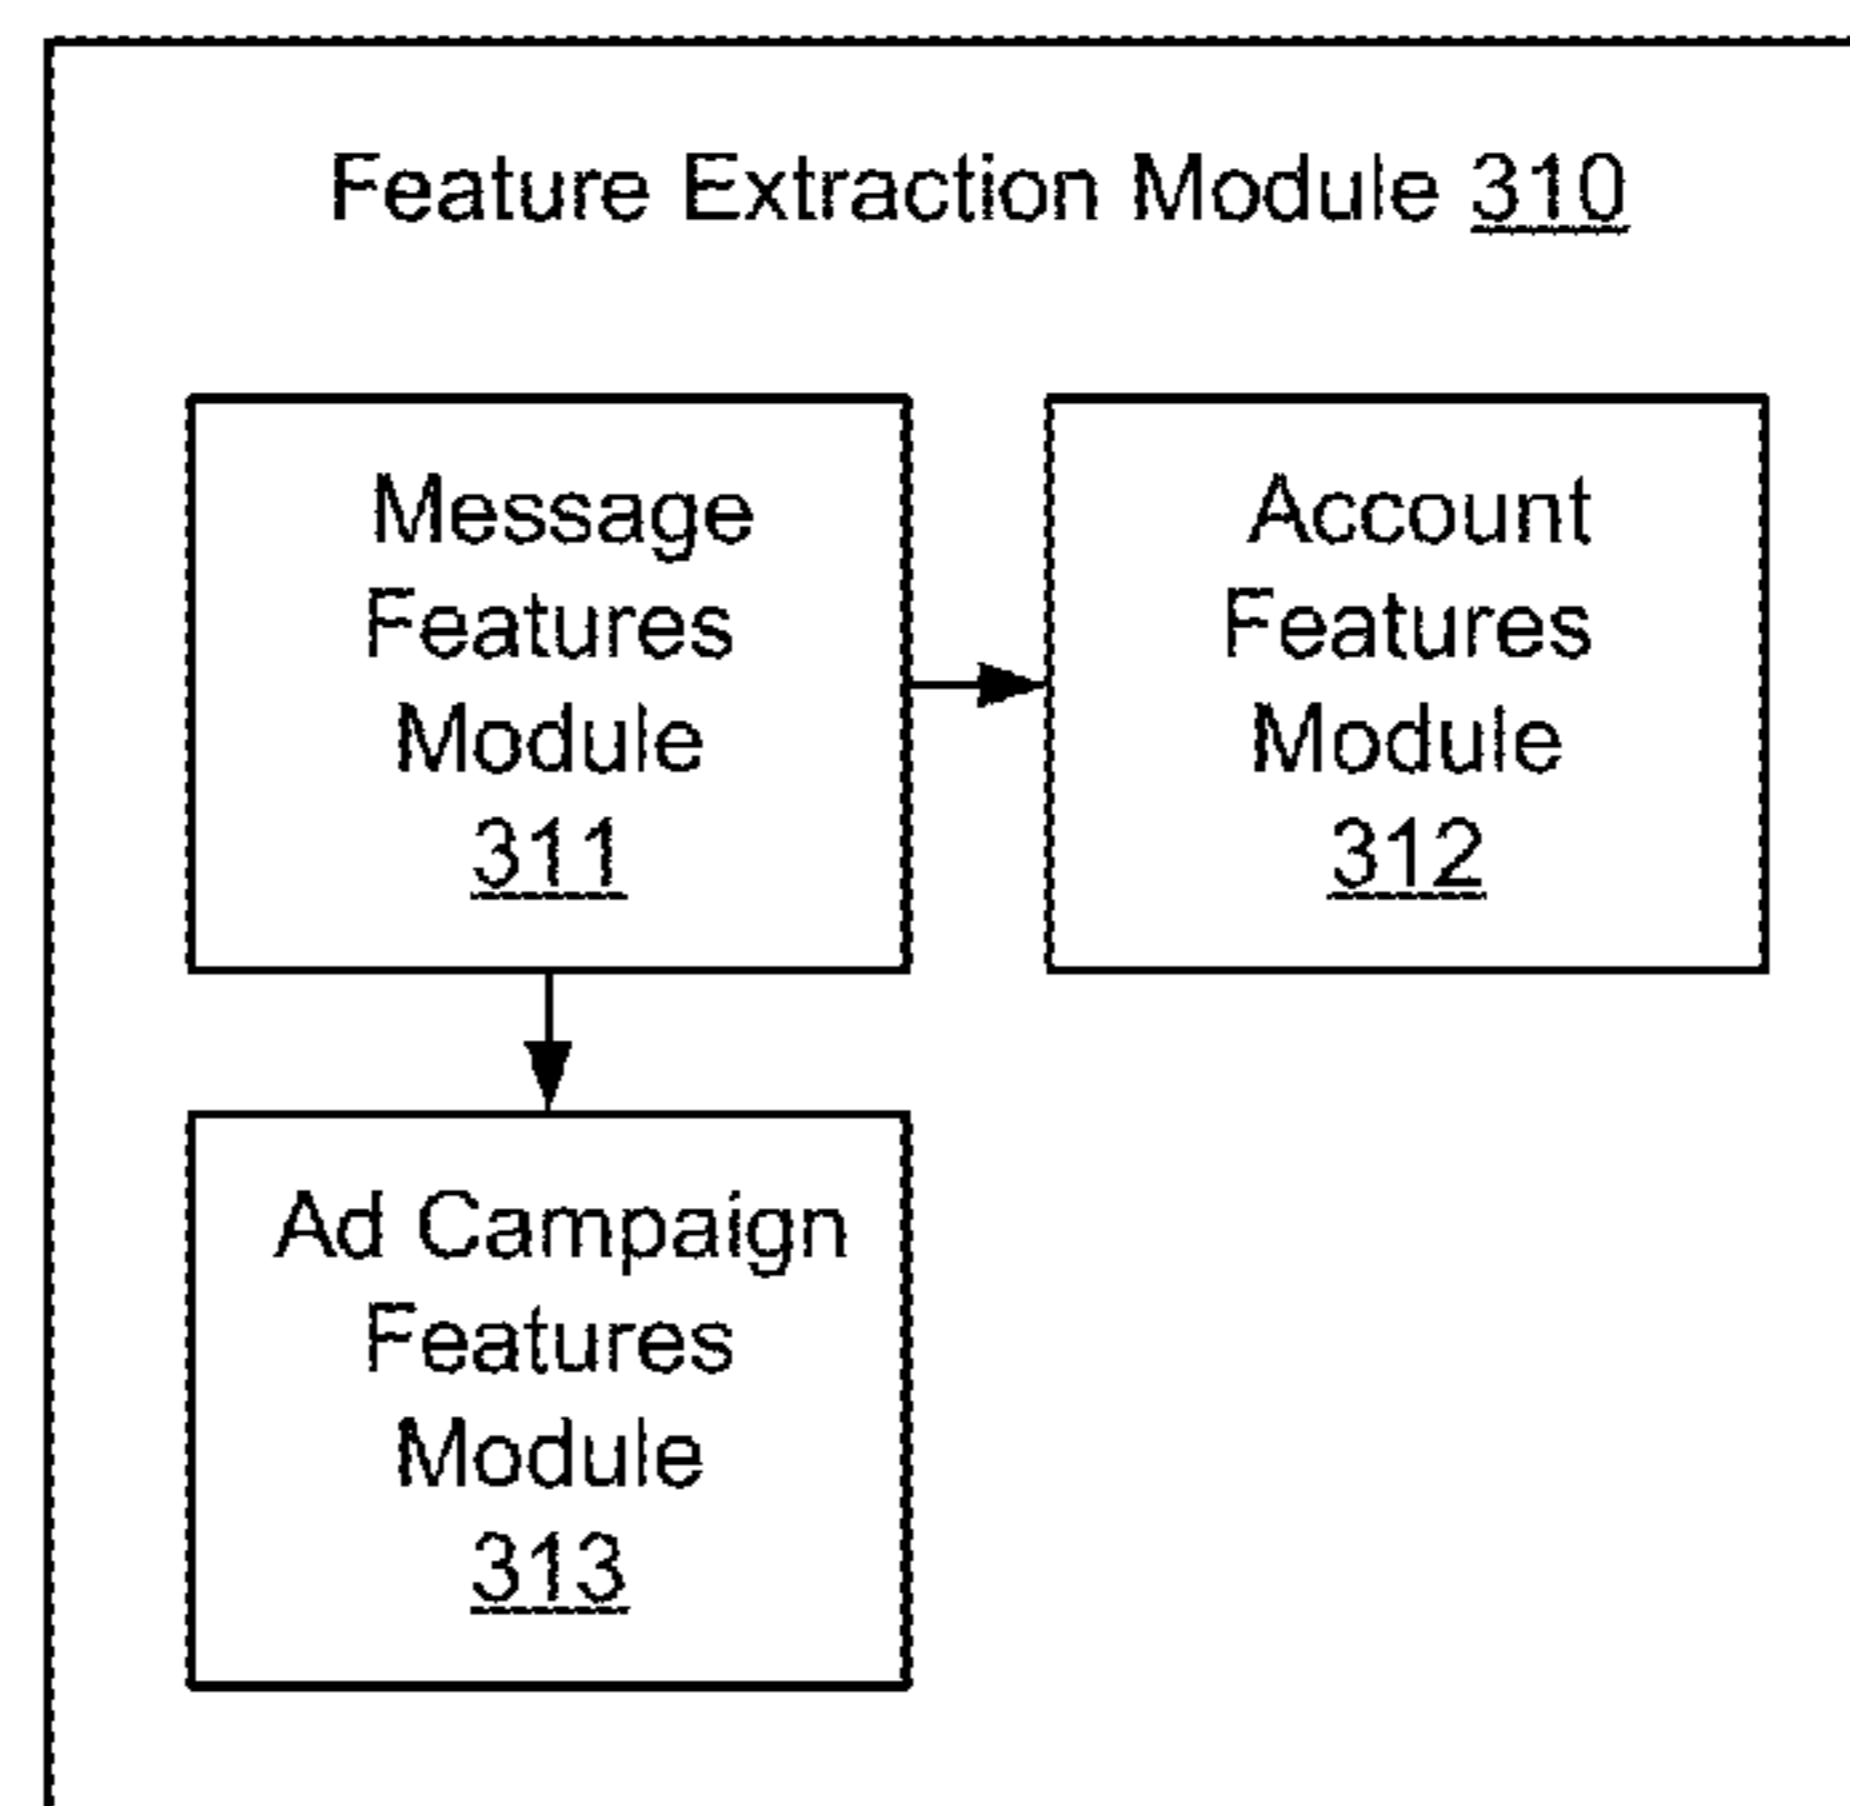 Feature Extraction Module 310
Message
Features
Module
311
Account
Features
Module
312
Ad Campaign
Features
Module
313